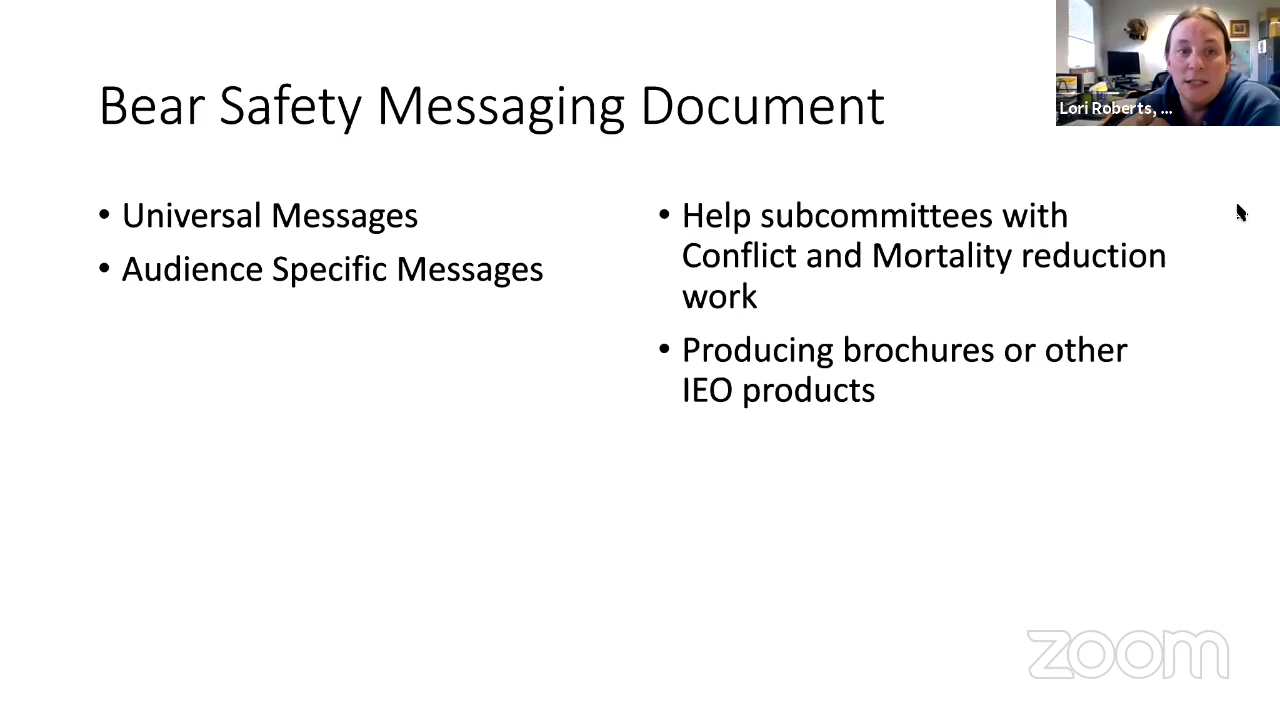 Bear Safety Messaging Document
Lori Roberts, ...
• Universal Messages
• Audience Specific Messages
• Help subcommittees with
Conflict and Mortality reduction
work
• Producing brochures or other
IEO products
zoom